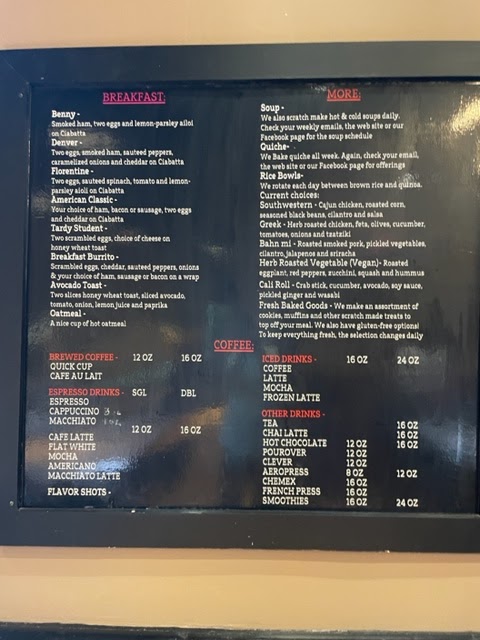 BREAKFAST:
Benny -
Smoked ham, two eggs and lemon-parsley ailoi
on Ciabatta
Denver -
Two eggs, smoked ham, sauteed peppers,
caramelized onions and cheddar on Ciabatta
Florentine -
Two eggs, sauteed spinach, tomato and lemon-
parsley aioli on Ciabatta
American Classic -
Your choice of ham, bacon or sausage, two eggs
and cheddar on Ciabatta
Tardy Student -
Two scrambled eggs, choice of cheese on
honey wheat toast
Breakfast Burrito -
Scrambled eggs, cheddar, sauteed peppers, onions
& your choice of ham, sausage or bacon on a wrap
Avocado Toast -
Two slices honey wheat toast, sliced avocado,
tomato, onion, lemon juice and paprika
Oatmeal -
A nice cup of hot oatmeal
MORE:
Soup -
We also scratch make hot & cold soups daily.
Check your weekly emails, the web site or our
Facebook page for the soup schedule
Quiche-
We Bake quiche all week. Again, check your email,
the web site or our Facebook page for offerings
Rice Bowls-
We rotate each day between brown rice and quinoa.
Current choices:
Southwestern - Cajun chicken, roasted corn,
seasoned black beans, cilantro and salsa
Greek - Herb roasted chicken, feta, olives, cucumber,
tomatoes, onions and tzatziki
Bahn mi - Roasted smoked pork, pickled vegetables,
cilantro, jalapenos and sriracha
Herb Roasted Vegetable (Vegan)- Roasted
eggplant, red peppers, zucchini, squash and hummus
Cali Roll - Crab stick, cucumber, avocado, soy sauce,
pickled ginger and wasabi
Fresh Baked Goods - We make an assortment of
cookies, muffins and other scratch made treats to
top off your meal. We also have gluten-free options!
To keep everything fresh, the selection changes daily
COFFEE:
BREWED COFFEE - 12 OZ 16 OZ
QUICK CUP
CAFE AU LAIT
ESPRESSO DRINKS - SGL DBL
ESPRESSO
CAPPUCCINO
MACCHIATO
12 OZ 16 OZ
CAFE LATTE
FLAT WHITE
MOCHA
AMERICANO
MACCHIATO LATTE
FLAVOR SHOTS -
ICED DRINKS - 16 OZ 24 OZ
COFFEE
LATTE
MOCHA
FROZEN LATTE
OTHER DRINKS -
TEA 16 OZ
CHAI LATTE 16 OZ
HOT CHOCOLATE 12 OZ 16 OZ
POUROVER 12 OZ
CLEVER 12 OZ
AEROPRESS 8 OZ 12 OZ
CHEMEX 16 OZ
FRENCH PRESS 16 OZ
SMOOTHIES 16 OZ 24 OZ